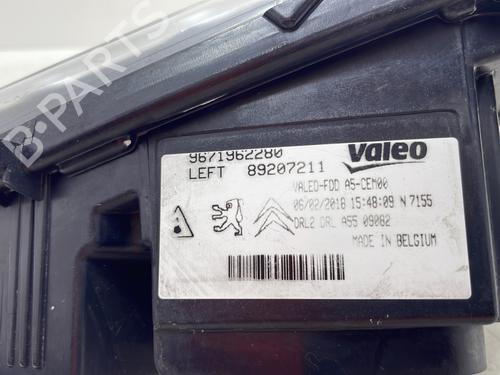 B-PARTS
9671962280
LEFT 89207211
Valeo
VALEO-FDD A5-CEM00
06/02/2018 15:48:09 N 7155
DRL2 DRL A55 09082
MADE IN BELGIUM